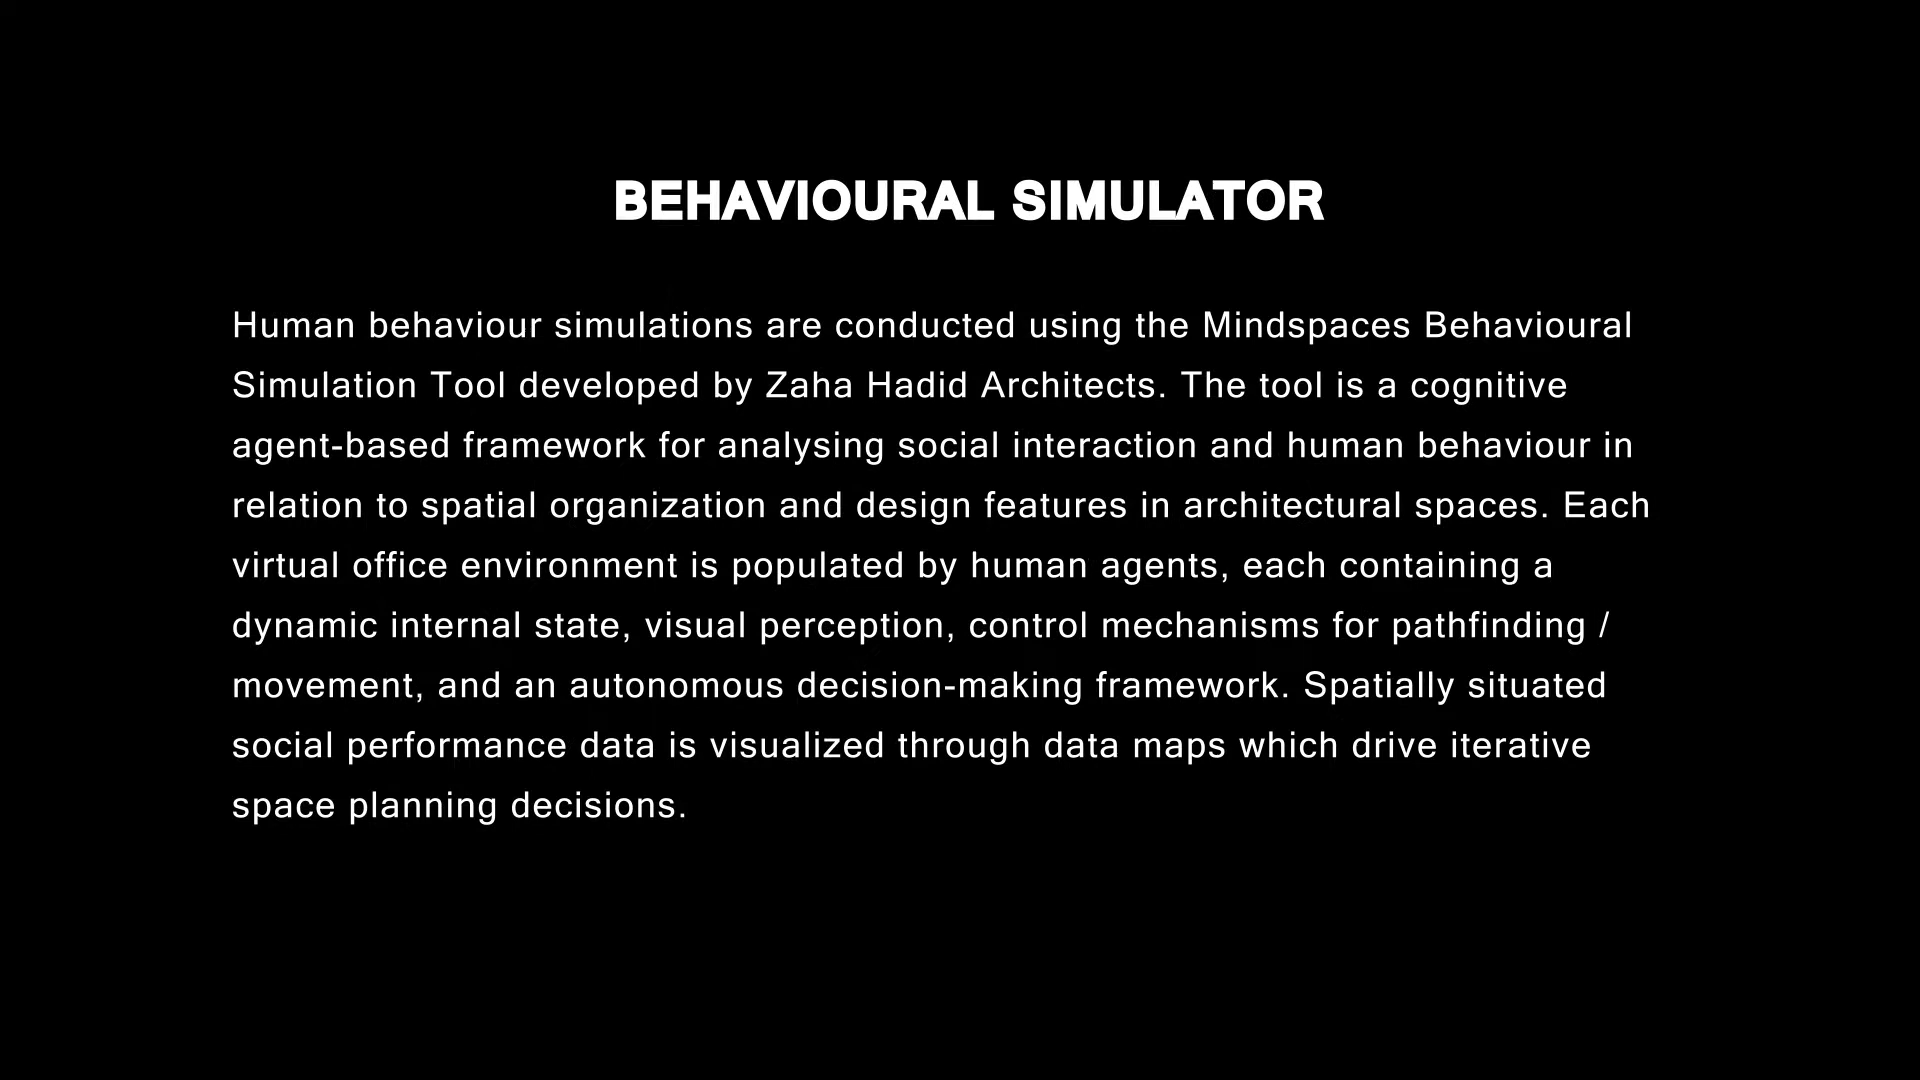 BEHAVIOURAL SIMULATOR
Human behaviour simulations are conducted using the Mindspaces Behavioural
Simulation Tool developed by Zaha Hadid Architects. The tool is a cognitive
agent-based framework for analysing social interaction and human behaviour in
relation to spatial organization and design features in architectural spaces. Each
virtual office environment is populated by human agents, each containing a
dynamic internal state, visual perception, control mechanisms for pathfinding /
movement, and an autonomous decision-making framework. Spatially situated
social performance data is visualized through data maps which drive iterative
space planning decisions.